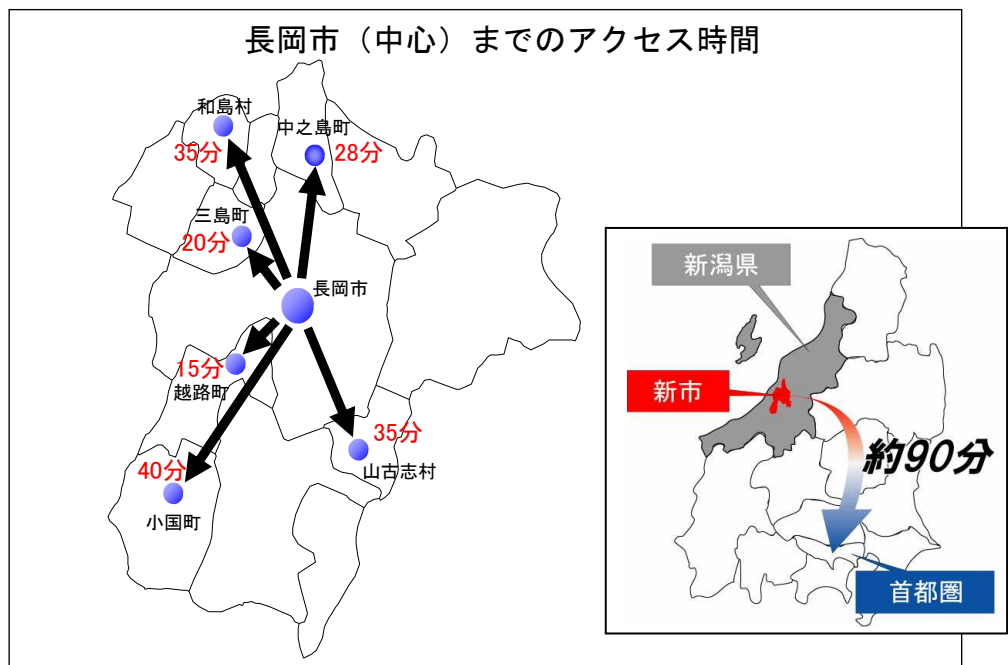 長岡市（中心）までのアクセス時間
和島村
35分
中之島町
28分
三島町
20分
長岡市
15分
越路町
35分
山古志村
40分
小国町
新潟県
新市
約90分
首都圏